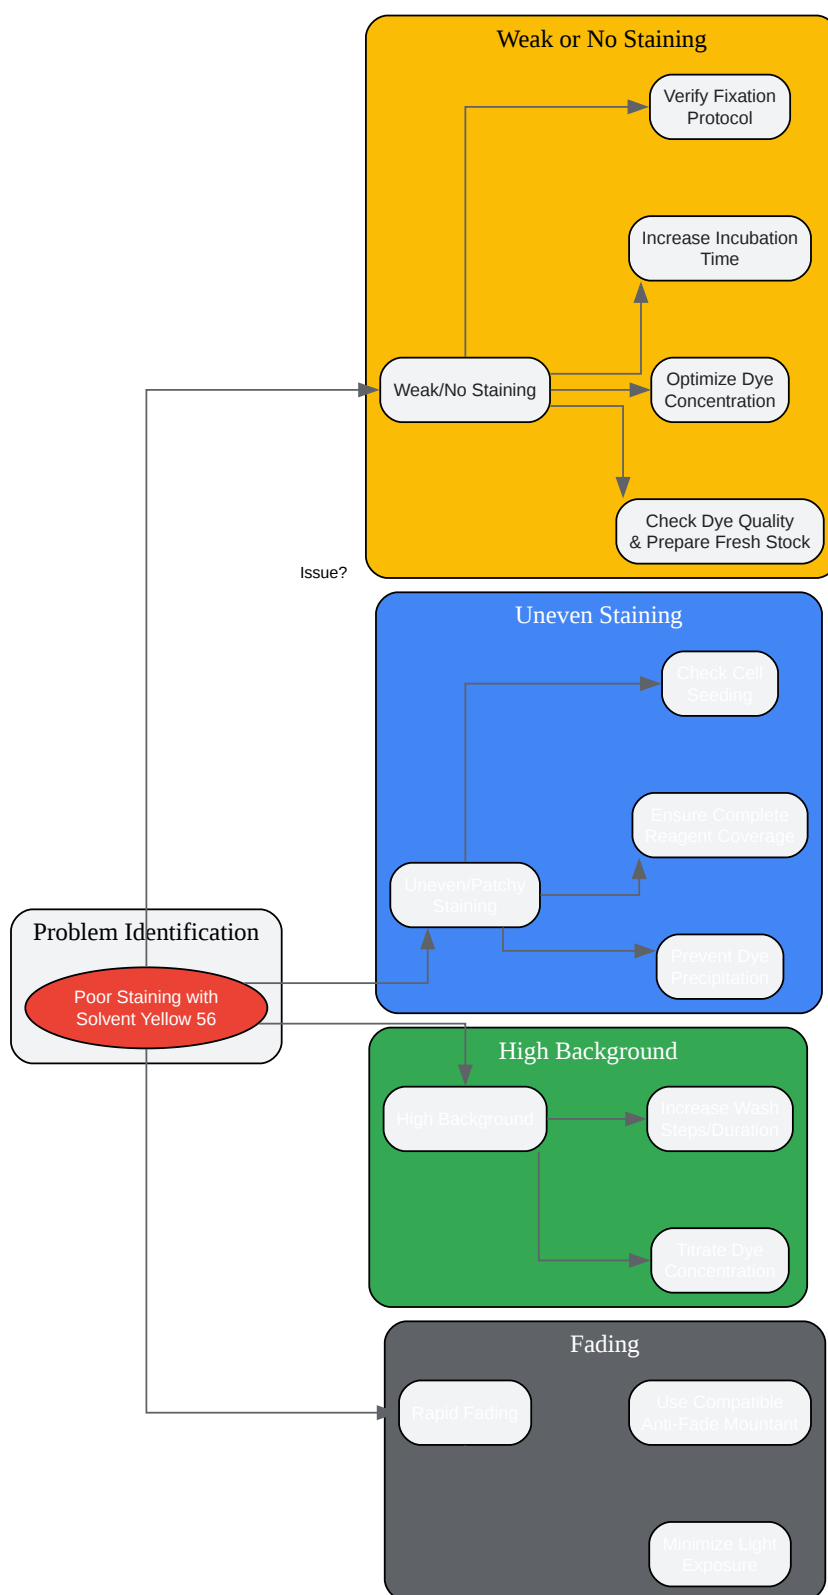 Weak or No Staining
Verify Fixation
Protocol
Increase Incubation
Time
Weak/No Staining
Optimize Dye
Concentration
Check Dye Quality
& Prepare Fresh Stock
Issue?
Uneven Staining
Check Cell
Seeding
Ensure Complete
Reagent Coverage
Uneven/Patchy
Staining
Prevent Dye
Precipitation
Problem Identification
Poor Staining with
Solvent Yellow 56
High Background
High Background
Increase Wash
Steps/Duration
Titrate Dye
Concentration
Fading
Rapid Fading
Use Compatible
Anti-Fade Mountant
Minimize Light
Exposure